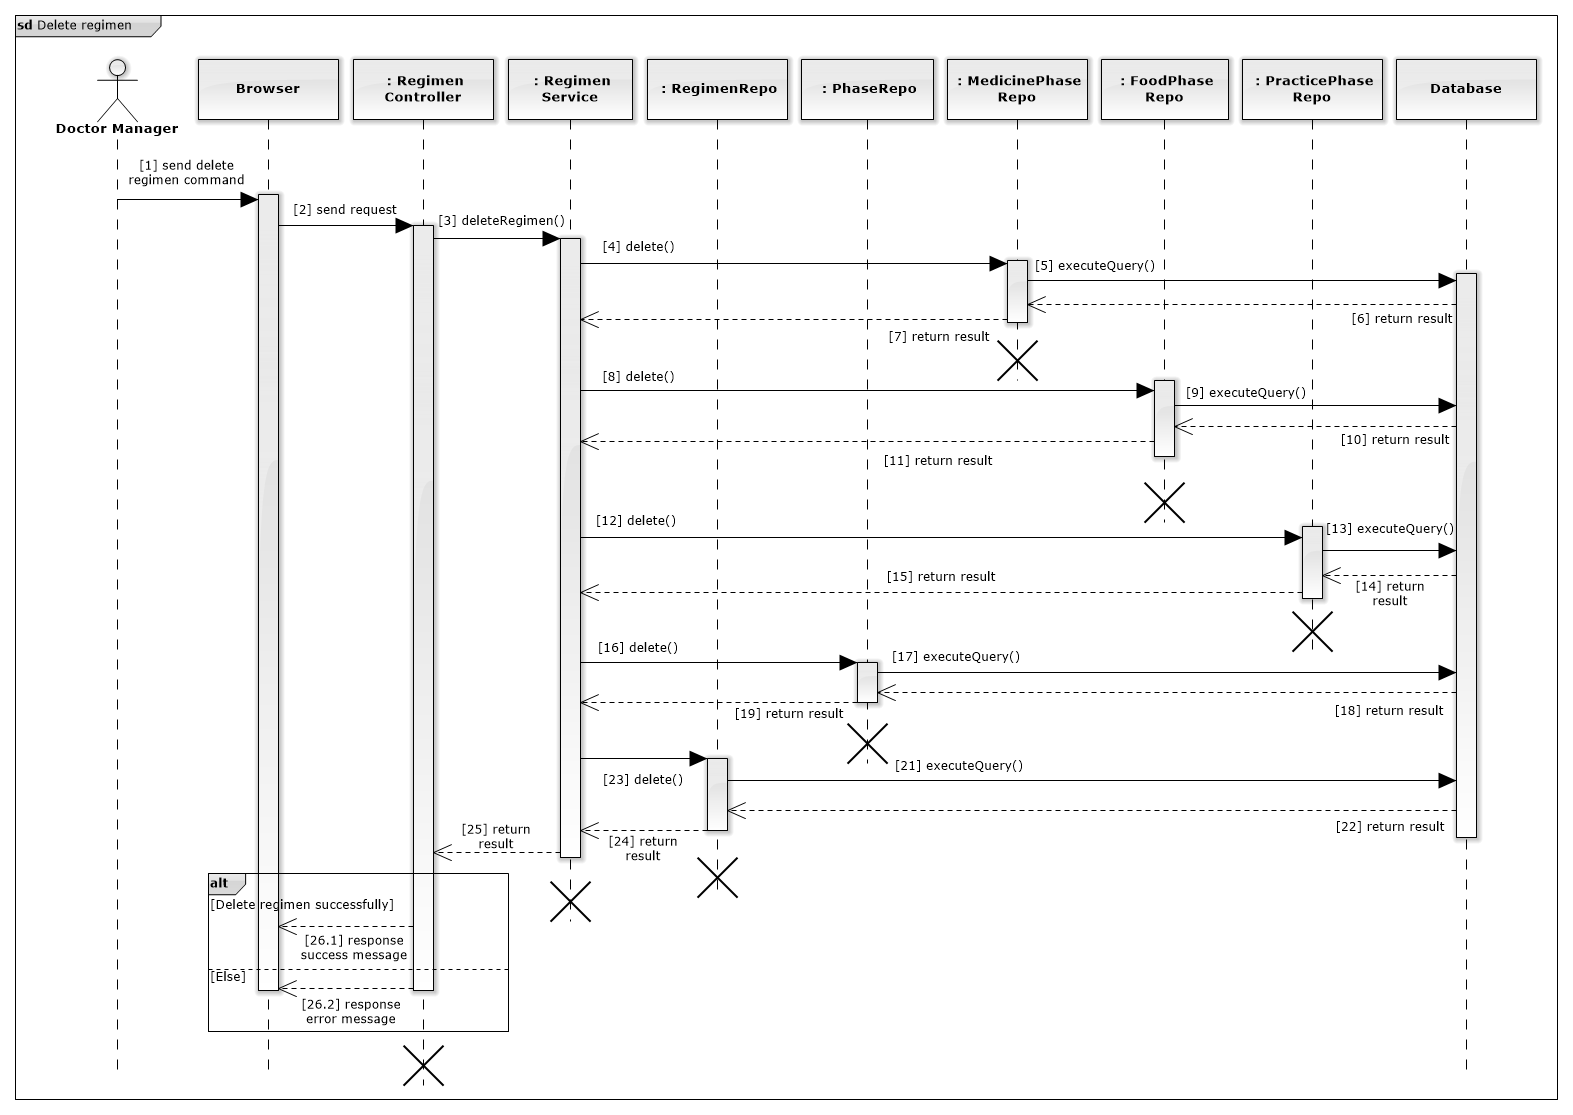 sd Delete regimen
Doctor Manager
Browser
: Regimen
Controller
: Regimen
Service
: RegimenRepo
: PhaseRepo
: MedicinePhase
Repo
: FoodPhase
Repo
: PracticePhase
Repo
Database
[1] send delete
regimen command
[2] send request
[3] deleteRegimen()
[4] delete()
[5] executeQuery()
[6] return result
[7] return result
[8] delete()
[9] executeQuery()
[10] return result
[11] return result
[12] delete()
[13] executeQuery()
[14] return
result
[15] return result
[16] delete()
[17] executeQuery()
[18] return result
[19] return result
[23] delete()
[21] executeQuery()
[22] return result
[24] return
result
[25] return
result
alt
[Delete regimen successfully]
[26.1] response
success message
[Else]
[26.2] response
error message